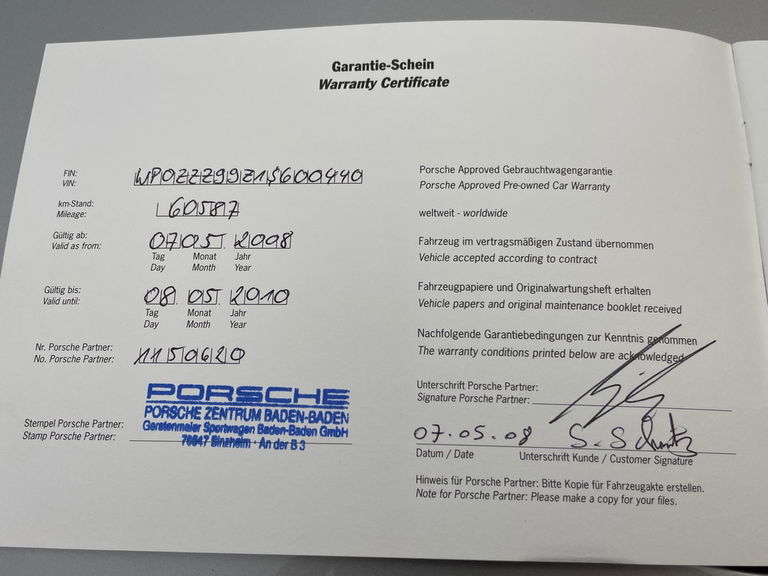 Garantie-Schein
Warranty Certificate
FIN:
VIN: WP0ZZZ99Z1S600440
km-Stand:
Mileage: 60587
Gültig ab:
Valid as from: 07 05 2008
Tag Monat Jahr
Day Month Year
Gültig bis:
Valid until: 08 05 2010
Tag Monat Jahr
Day Month Year
Nr. Porsche Partner:
No. Porsche Partner: 1150620
PORSCHE
PORSCHE ZENTRUM BADEN-BADEN
Gerstenmaier Sportwagen Baden-Baden GmbH
76547 Sinzheim · An der B 3
Stempel Porsche Partner:
Stamp Porsche Partner:
Porsche Approved Gebrauchtwagengarantie
Porsche Approved Pre-owned Car Warranty
weltweit - worldwide
Fahrzeug im vertragsmäßigen Zustand übernommen
Vehicle accepted according to contract
Fahrzeugpapiere und Originalwartungsheft erhalten
Vehicle papers and original maintenance booklet received
Nachfolgende Garantiebedingungen zur Kenntnis genommen
The warranty conditions printed below are acknowledged
Unterschrift Porsche Partner:
Signature Porsche Partner:
07.05.08
Datum / Date Unterschrift Kunde / Customer Signature
Hinweis für Porsche Partner: Bitte Kopie für Fahrzeugakte erstellen.
Note for Porsche Partner: Please make a copy for your files.